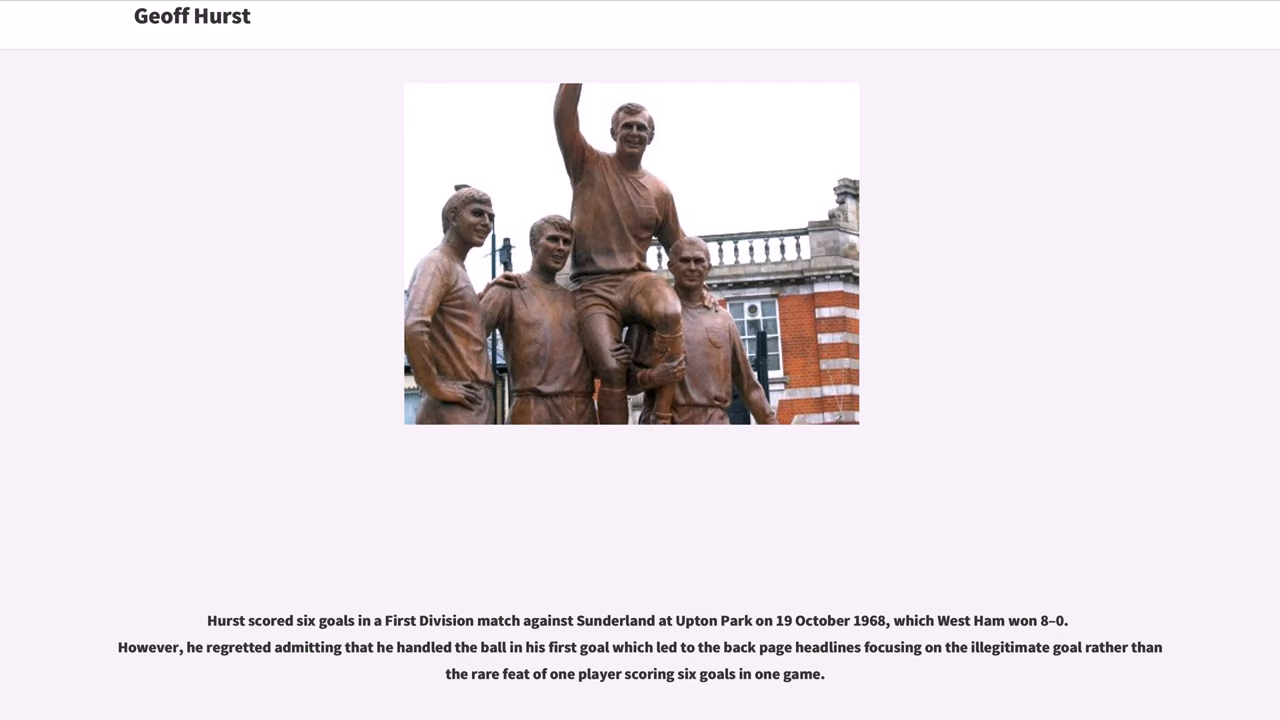 Geoff Hurst
Hurst scored six goals in a First Division match against Sunderland at Upton Park on 19 October 1968, which West Ham won 8–0.
However, he regretted admitting that he handled the ball in his first goal which led to the back page headlines focusing on the illegitimate goal rather than
the rare feat of one player scoring six goals in one game.